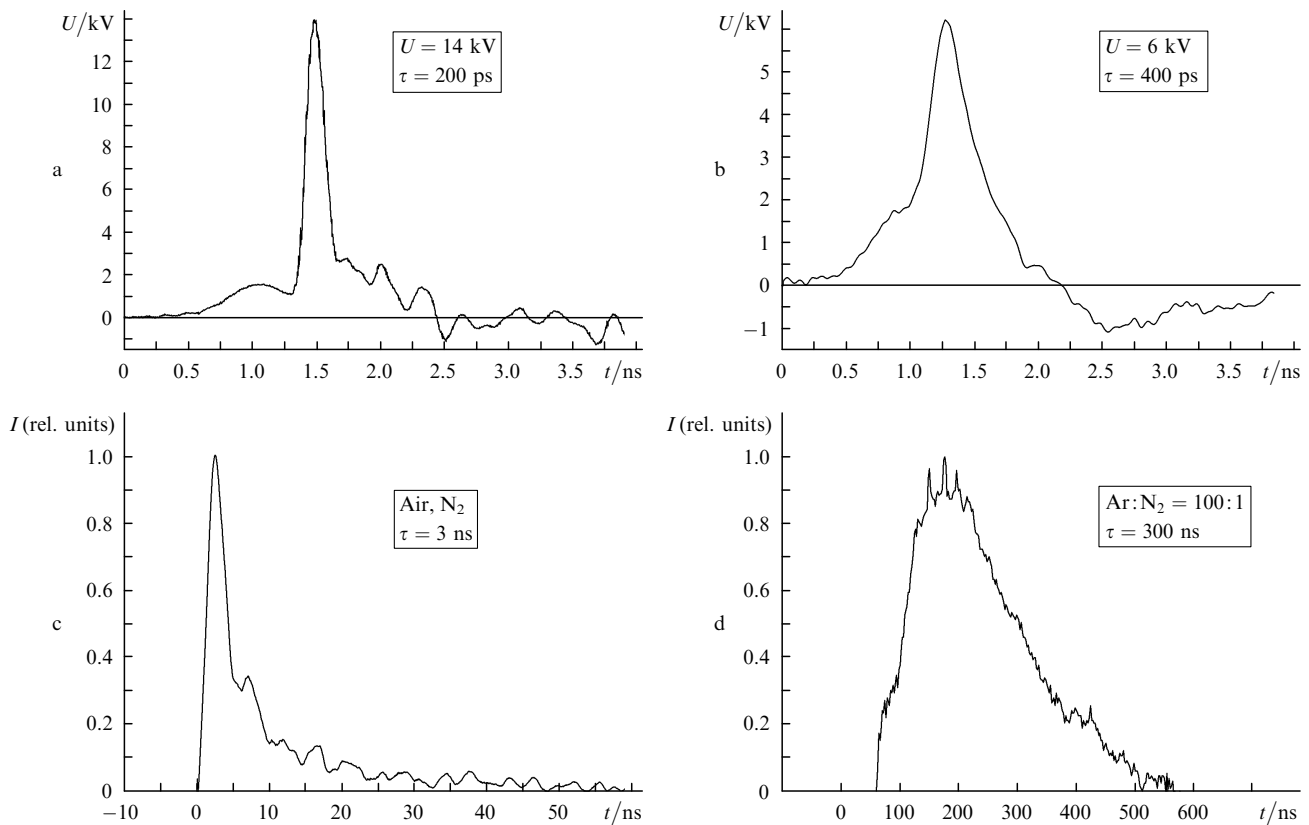 U/kV
14
12
10
8
6
4
2
0
U = 14 kV
τ = 200 ps
a
0 0.5 1.0 1.5 2.0 2.5 3.0 3.5 t/ns
U/kV
5
4
3
2
1
0
−1
U = 6 kV
τ = 400 ps
b
0 0.5 1.0 1.5 2.0 2.5 3.0 3.5 t/ns
I (rel. units)
1.0
0.8
0.6
0.4
0.2
0
Air, N₂
τ = 3 ns
c
−10 0 10 20 30 40 50 t/ns
I (rel. units)
1.0
0.8
0.6
0.4
0.2
0
Ar:N₂ = 100:1
τ = 300 ns
d
0 100 200 300 400 500 600 t/ns